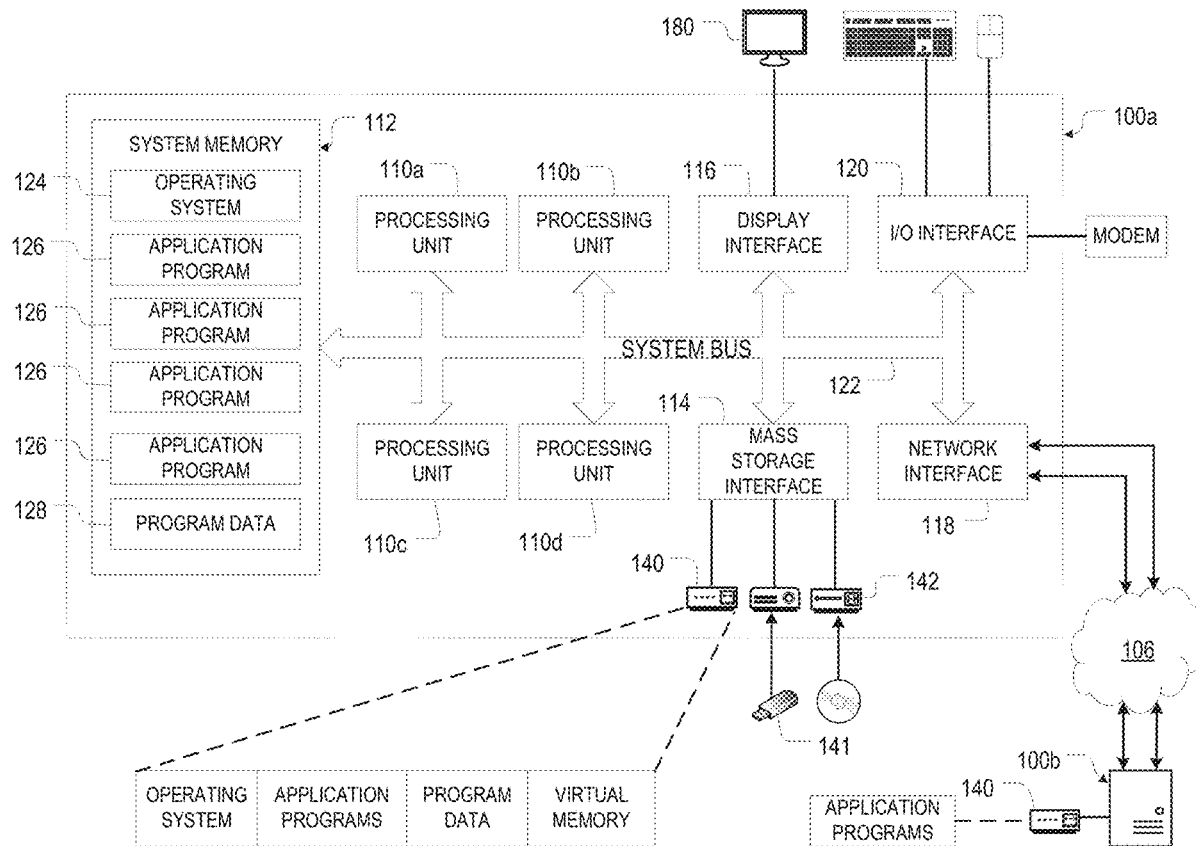 180
100a
112
SYSTEM MEMORY
124
OPERATING
SYSTEM
126
APPLICATION
PROGRAM
126
APPLICATION
PROGRAM
126
APPLICATION
PROGRAM
126
APPLICATION
PROGRAM
128
PROGRAM DATA
110a
PROCESSING
UNIT
110b
PROCESSING
UNIT
116
DISPLAY
INTERFACE
120
I/O INTERFACE
MODEM
SYSTEM BUS
122
PROCESSING
UNIT
110c
PROCESSING
UNIT
110d
114
MASS
STORAGE
INTERFACE
NETWORK
INTERFACE
118
140
142
141
106
OPERATING
SYSTEM
APPLICATION
PROGRAMS
PROGRAM
DATA
VIRTUAL
MEMORY
100b
140
APPLICATION
PROGRAMS